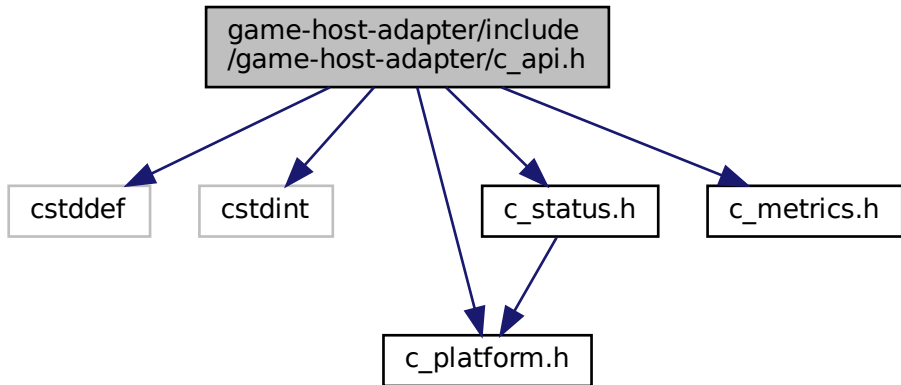 game-host-adapter/include
/game-host-adapter/c_api.h
cstddef
cstdint
c_status.h
c_metrics.h
c_platform.h